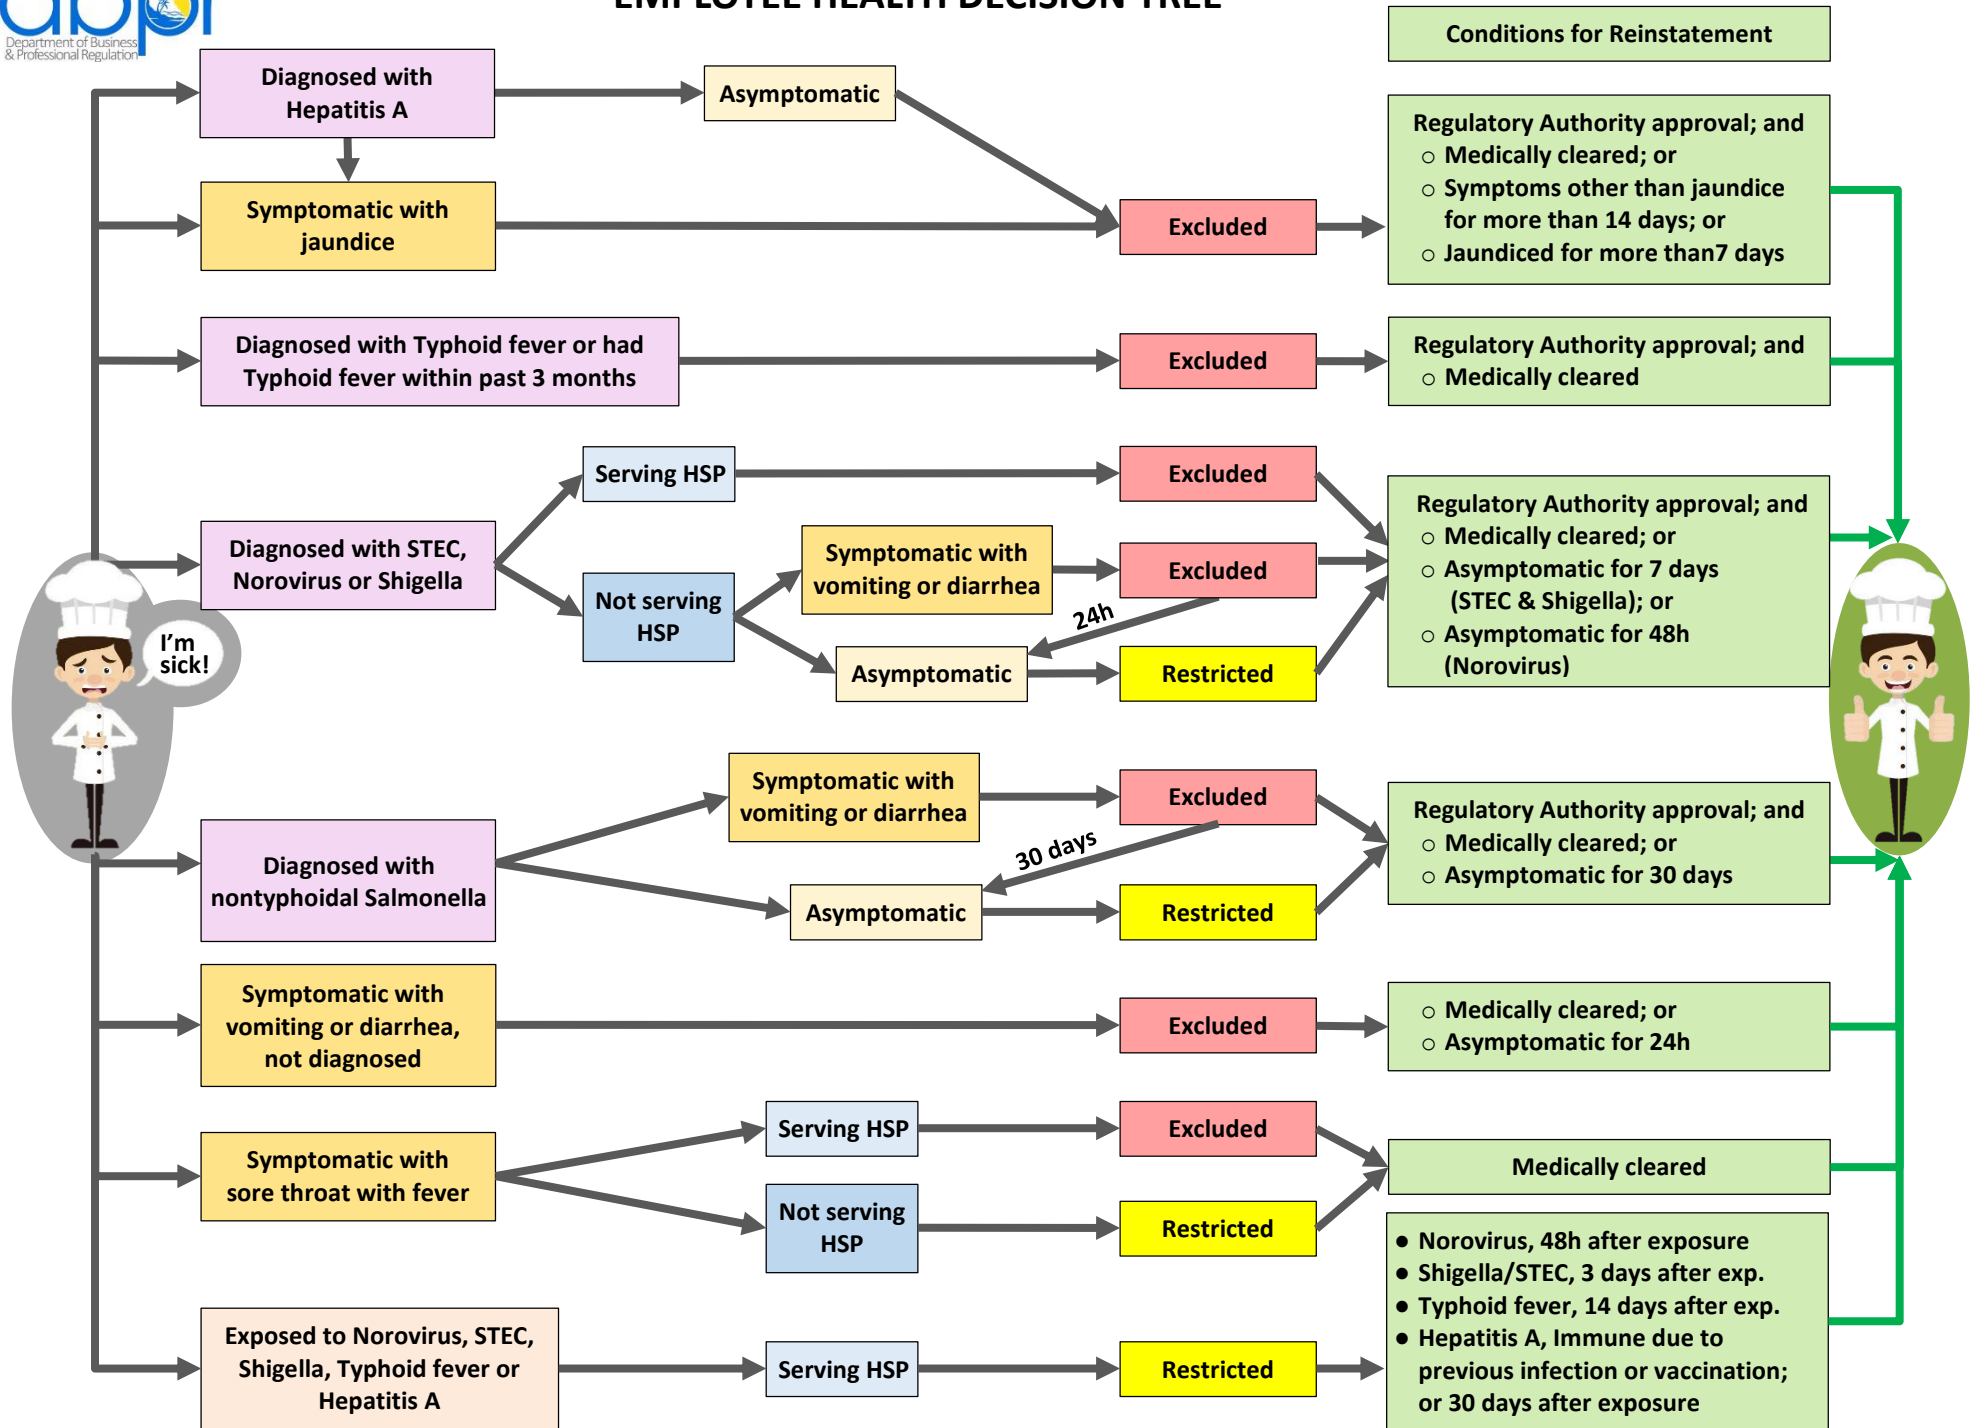 dbpr
Department of Business
& Professional Regulation
EMPLOYEE HEALTH DECISION TREE
Conditions for Reinstatement
Diagnosed with
Hepatitis A
Asymptomatic
Symptomatic with
jaundice
Excluded
Regulatory Authority approval; and
○ Medically cleared; or
○ Symptoms other than jaundice
for more than 14 days; or
○ Jaundiced for more than7 days
Diagnosed with Typhoid fever or had
Typhoid fever within past 3 months
Excluded
Regulatory Authority approval; and
○ Medically cleared
Diagnosed with STEC,
Norovirus or Shigella
Serving HSP
Excluded
Not serving
HSP
Symptomatic with
vomiting or diarrhea
Excluded
24h
Asymptomatic
Restricted
Regulatory Authority approval; and
○ Medically cleared; or
○ Asymptomatic for 7 days
(STEC & Shigella); or
○ Asymptomatic for 48h
(Norovirus)
I'm
sick!
Diagnosed with
nontyphoidal Salmonella
Symptomatic with
vomiting or diarrhea
Excluded
30 days
Asymptomatic
Restricted
Regulatory Authority approval; and
○ Medically cleared; or
○ Asymptomatic for 30 days
Symptomatic with
vomiting or diarrhea,
not diagnosed
Excluded
○ Medically cleared; or
○ Asymptomatic for 24h
Symptomatic with
sore throat with fever
Serving HSP
Excluded
Not serving
HSP
Restricted
Medically cleared
Exposed to Norovirus, STEC,
Shigella, Typhoid fever or
Hepatitis A
Serving HSP
Restricted
● Norovirus, 48h after exposure
● Shigella/STEC, 3 days after exp.
● Typhoid fever, 14 days after exp.
● Hepatitis A, Immune due to
previous infection or vaccination;
or 30 days after exposure